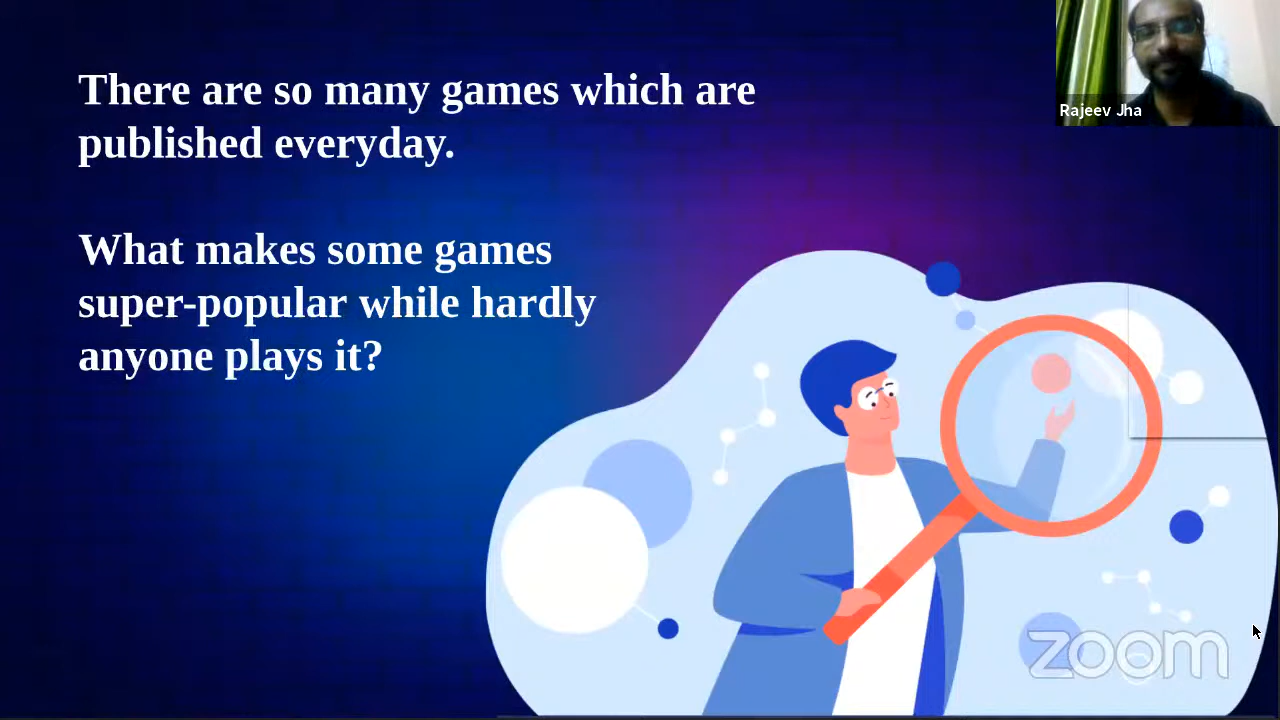 There are so many games which are
published everyday.
What makes some games
super-popular while hardly
anyone plays it?
Rajeev Jha
zoom